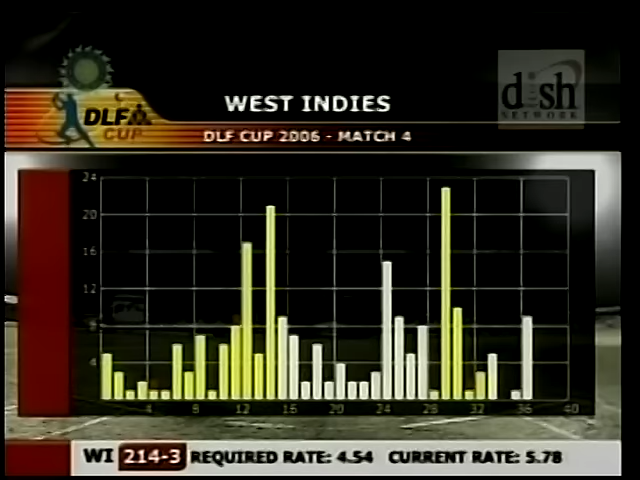 WEST INDIES
dish
NETWORK
DLF
CUP
DLF CUP 2006 - MATCH 4
24
20
16
12
8
4
4 8 12 16 20 24 28 32 36 40
WI 214-3 REQUIRED RATE: 4.54 CURRENT RATE: 5.78